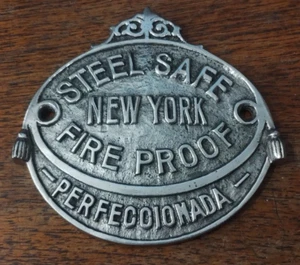 STEEL SAFE
NEW YORK
FIRE PROOF
-PERFECCIONADA-